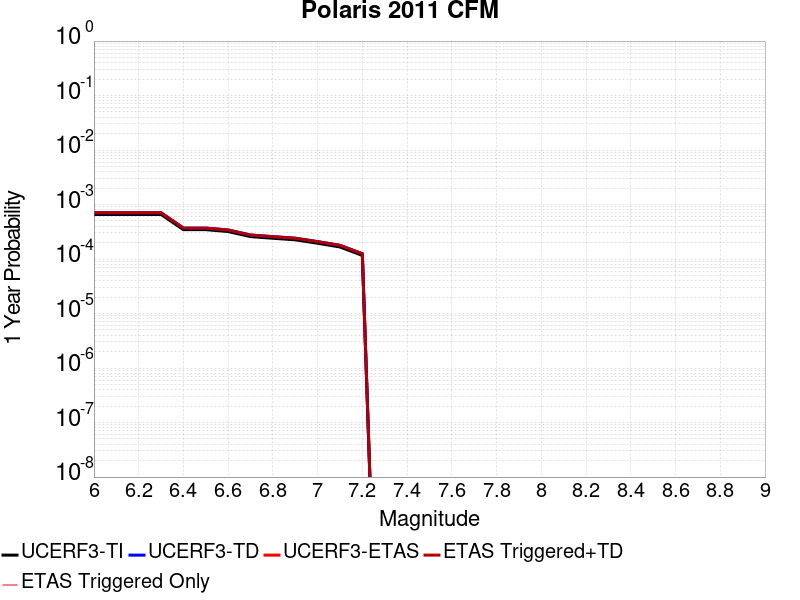 Polaris 2011 CFM
10^0
10^-1
10^-2
10^-3
10^-4
10^-5
10^-6
10^-7
10^-8
1 Year Probability
6 6.2 6.4 6.6 6.8 7 7.2 7.4 7.6 7.8 8 8.2 8.4 8.6 8.8 9
Magnitude
UCERF3-TI UCERF3-TD UCERF3-ETAS ETAS Triggered+TD
ETAS Triggered Only